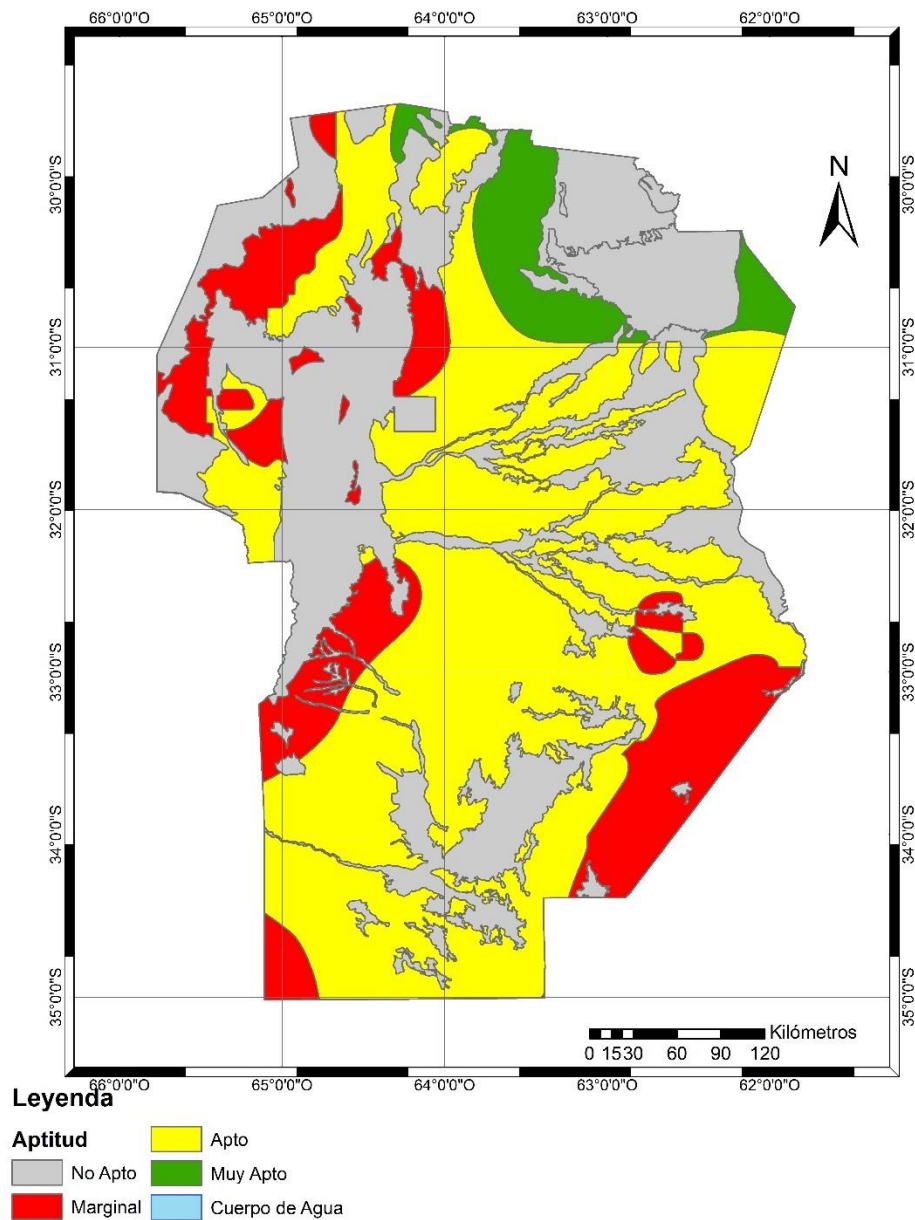 66°0'0"O 65°0'0"O 64°0'0"O 63°0'0"O 62°0'0"O
30°0'0"S 30°0'0"S
31°0'0"S 31°0'0"S
32°0'0"S 32°0'0"S
33°0'0"S 33°0'0"S
34°0'0"S 34°0'0"S
35°0'0"S 35°0'0"S
N
Kilómetros
0 15 30 60 90 120
66°0'0"O 65°0'0"O 64°0'0"O 63°0'0"O 62°0'0"O
Leyenda
Aptitud
No Apto
Marginal
Apto
Muy Apto
Cuerpo de Agua